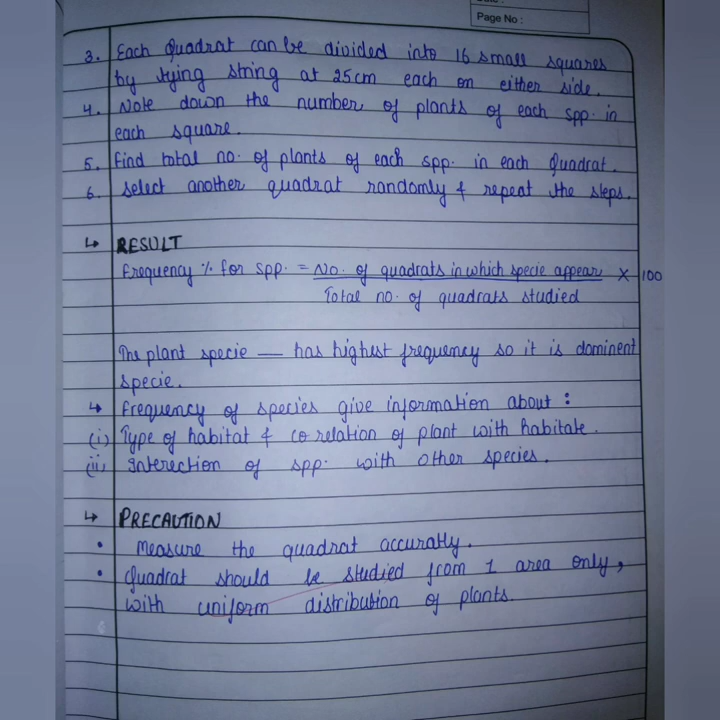 Page No :
3. Each Quadrat can be divided into 16 small squares
by tying string at 25cm each on either side.
4. Note down the number of plants of each spp. in
each square.
5. Find total no. of plants of each spp. in each Quadrat.
6. Select another quadrat randomly & repeat the steps.
↳ RESULT
Frequency % for spp. = No. of quadrats in which specie appear × 100
Total no. of quadrats studied
The plant specie — has highest frequency so it is dominent
specie.
↳ Frequency of species give information about :
(i) Type of habitat & co relation of plant with habitate.
(ii) Interection of spp. with other species.
↳ PRECAUTION
• Measure the quadrat accuratly.
• Quadrat should be studied from 1 area only,
with uniform distribution of plants.